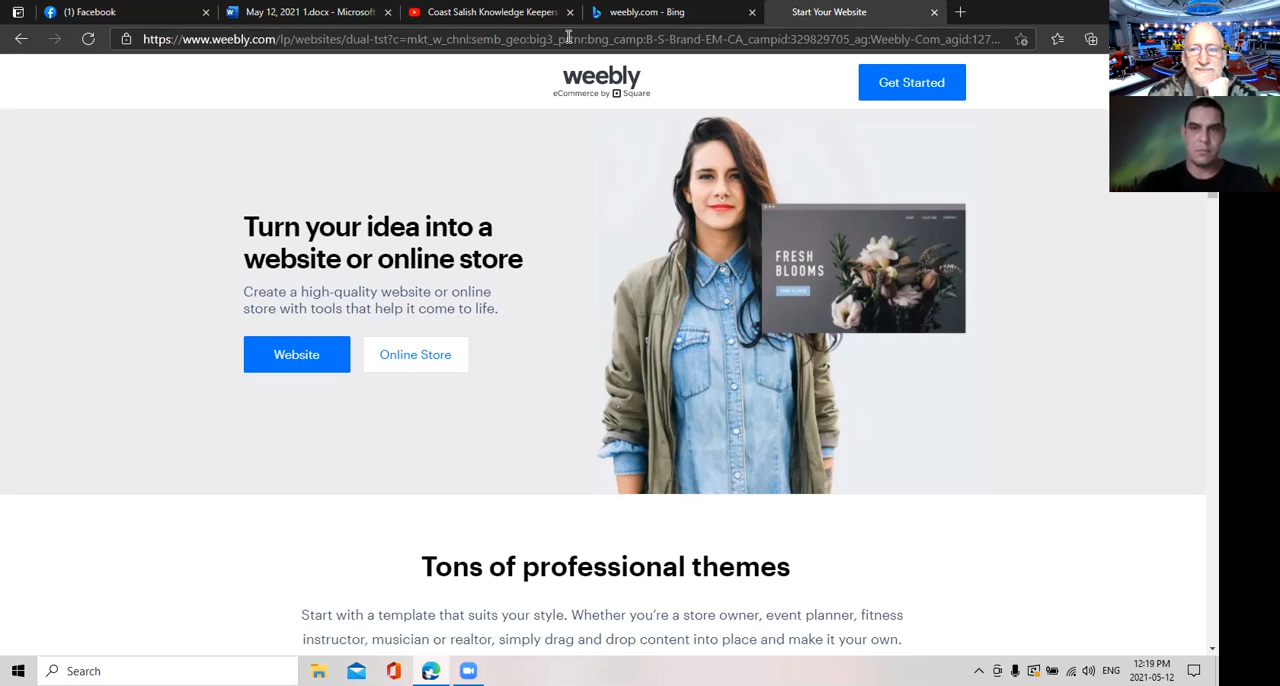 (1) Facebook
May 12, 2021 1.docx - Microsoft
Coast Salish Knowledge Keepers
weebly.com - Bing
Start Your Website
https://www.weebly.com/lp/websites/dual-tst?c=mkt_w_chnl:semb_geo:big3_ptnr:bng_camp:B-S-Brand-EM-CA_campid:329829705_ag:Weebly-Com_agid:127...
weebly
eCommerce by Square
Get Started
Turn your idea into a
website or online store
Create a high-quality website or online
store with tools that help it come to life.
Website
Online Store
FRESH
BLOOMS
Tons of professional themes
Start with a template that suits your style. Whether you're a store owner, event planner, fitness
instructor, musician or realtor, simply drag and drop content into place and make it your own.
Search
ENG
12:19 PM
2021-05-12